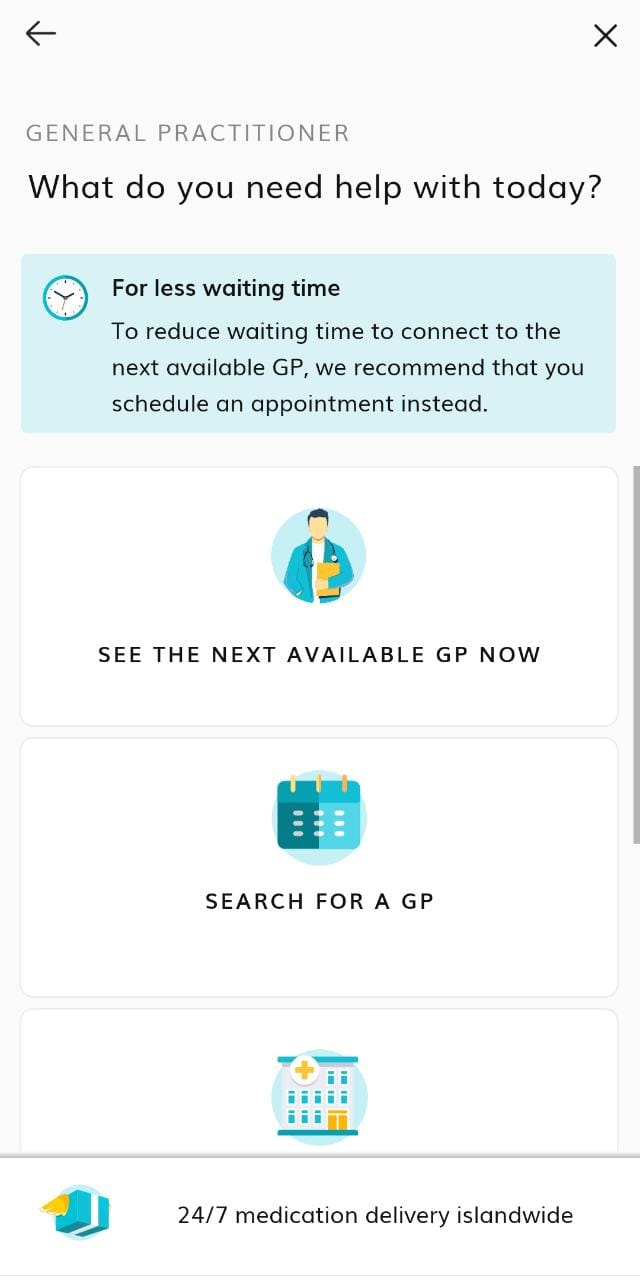 GENERAL PRACTITIONER
What do you need help with today?
For less waiting time
To reduce waiting time to connect to the
next available GP, we recommend that you
schedule an appointment instead.
SEE THE NEXT AVAILABLE GP NOW
SEARCH FOR A GP
24/7 medication delivery islandwide